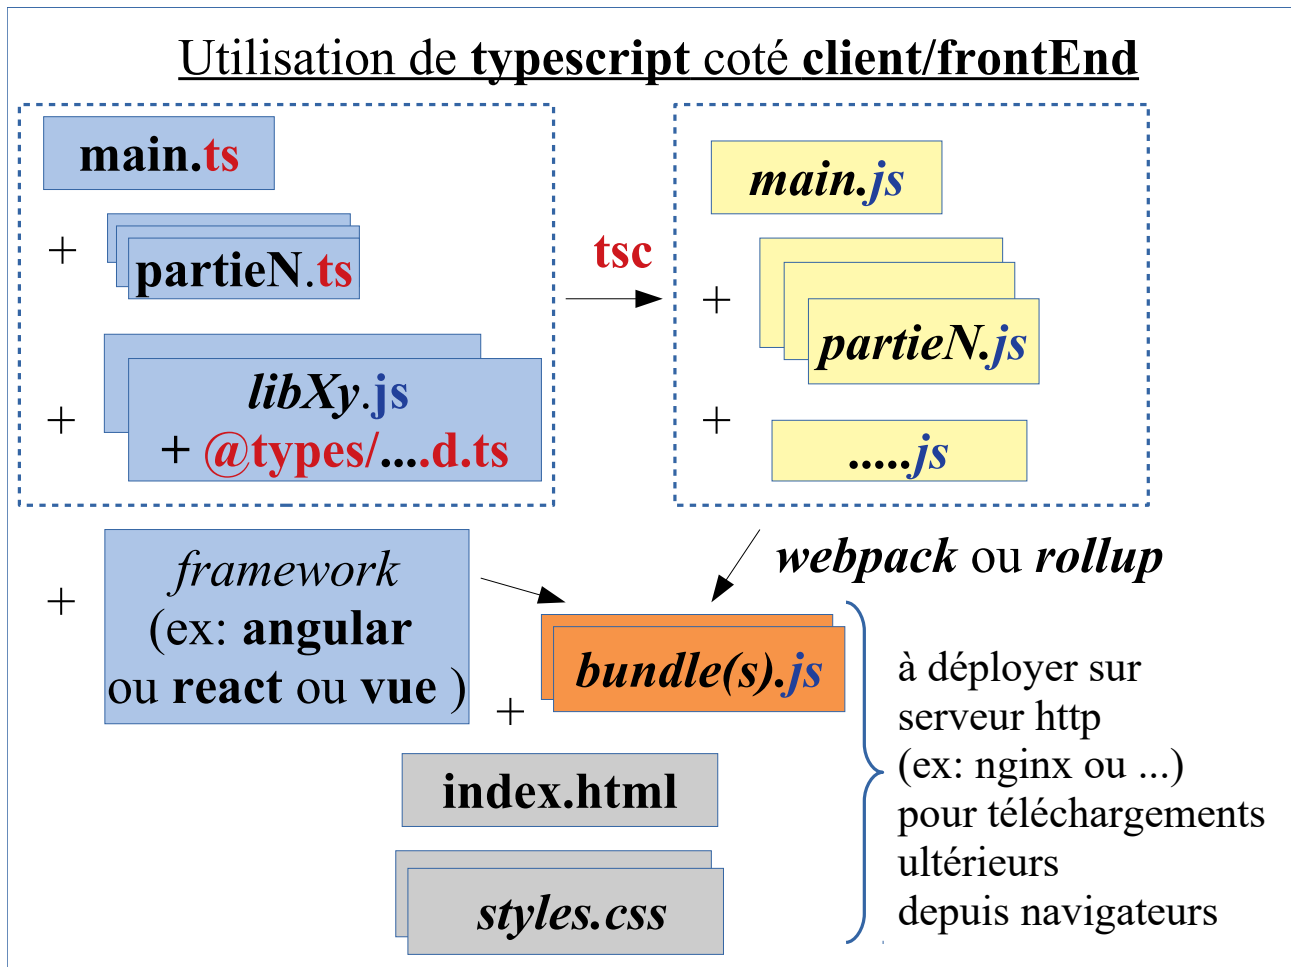 Utilisation de typescript coté client/frontEnd
main.ts
+
partieN.ts
+
libXy.js
+ @types/....d.ts
tsc
main.js
+
partieN.js
+
.....js
+
framework
(ex: angular
ou react ou vue )
webpack ou rollup
bundle(s).js
+
index.html
styles.css
à déployer sur
serveur http
(ex: nginx ou ...)
pour téléchargements
ultérieurs
depuis navigateurs